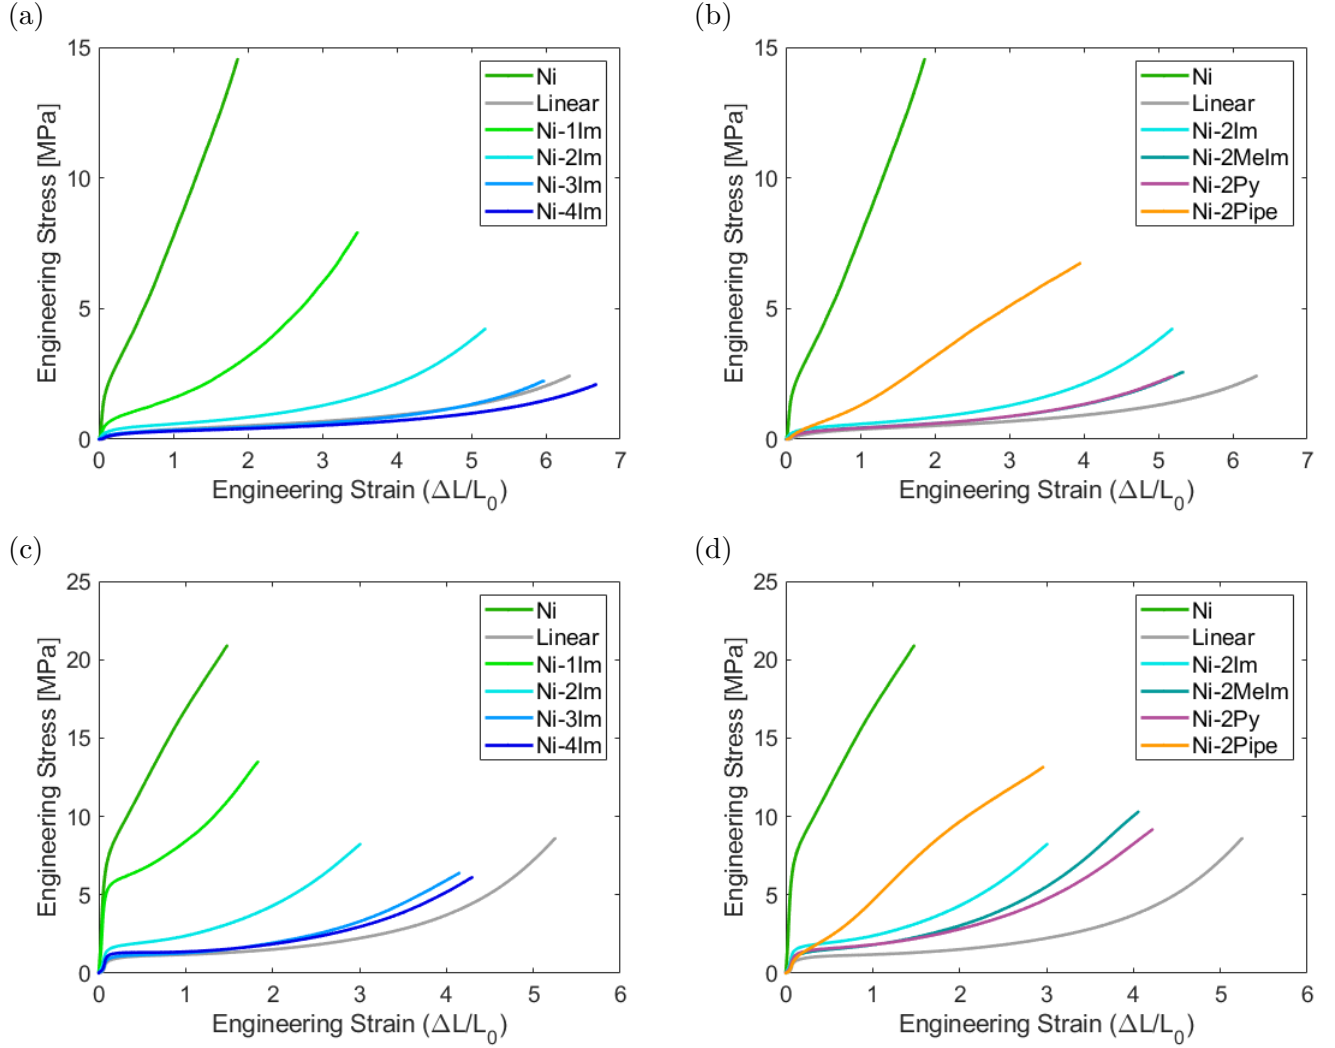 (a)
15
10
5
0
0 1 2 3 4 5 6 7
Engineering Stress [MPa]
Engineering Strain (ΔL/L0)
Ni
Linear
Ni-1Im
Ni-2Im
Ni-3Im
Ni-4Im
(b)
15
10
5
0
0 1 2 3 4 5 6 7
Engineering Stress [MPa]
Engineering Strain (ΔL/L0)
Ni
Linear
Ni-2Im
Ni-2MeIm
Ni-2Py
Ni-2Pipe
(c)
25
20
15
10
5
0
0 1 2 3 4 5 6
Engineering Stress [MPa]
Engineering Strain (ΔL/L0)
Ni
Linear
Ni-1Im
Ni-2Im
Ni-3Im
Ni-4Im
(d)
25
20
15
10
5
0
0 1 2 3 4 5 6
Engineering Stress [MPa]
Engineering Strain (ΔL/L0)
Ni
Linear
Ni-2Im
Ni-2MeIm
Ni-2Py
Ni-2Pipe